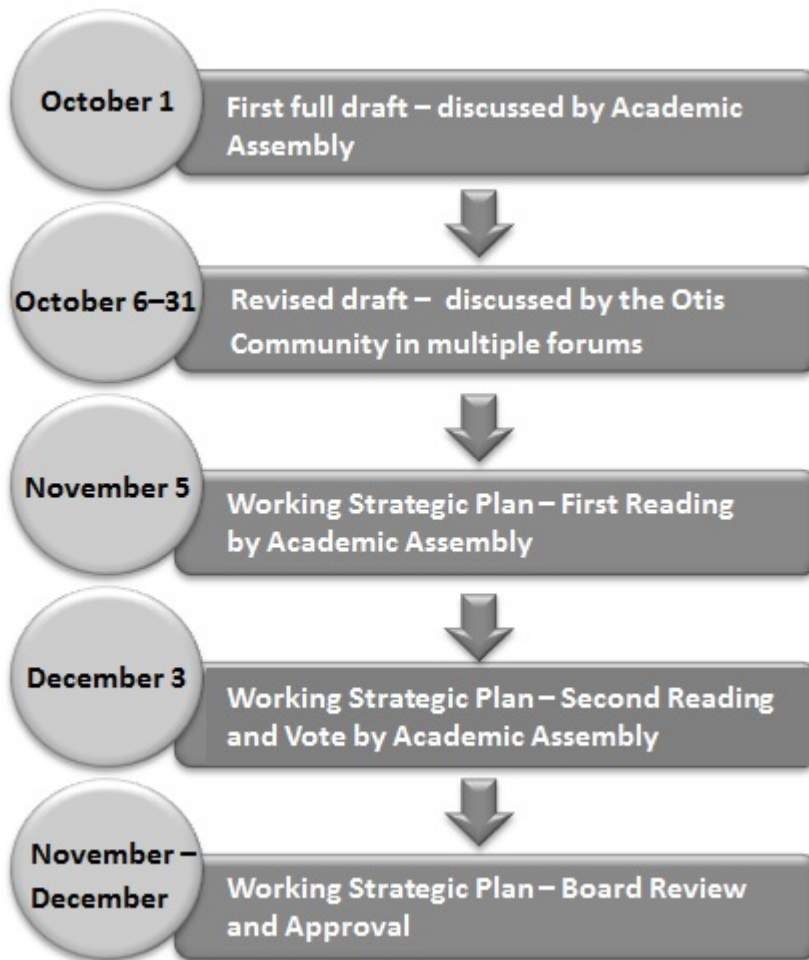 October 1
First full draft – discussed by Academic
Assembly
October 6–31
Revised draft –  discussed by the Otis
Community in multiple forums
November 5
Working Strategic Plan – First Reading
by Academic Assembly
December 3
Working Strategic Plan – Second Reading
and Vote by Academic Assembly
November –
December
Working Strategic Plan – Board Review
and Approval